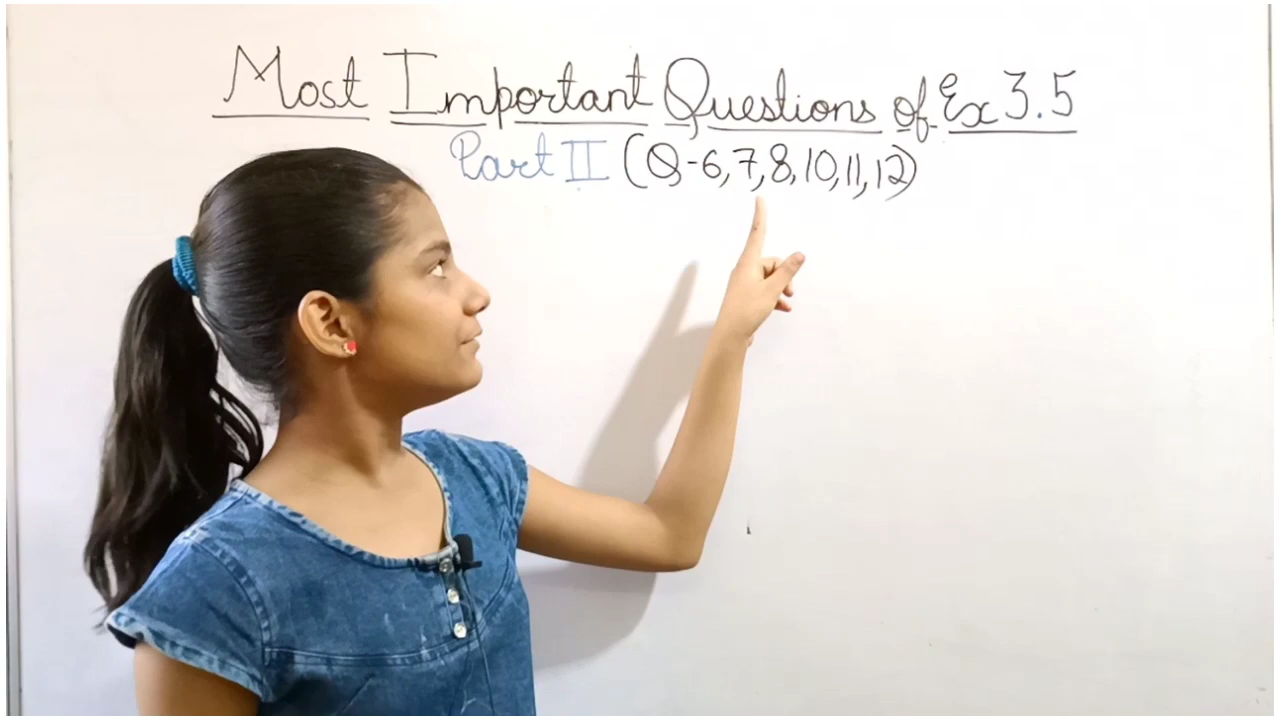 Most Important Questions of Ex 3.5
Part II (Q-6,7,8,10,11,12)